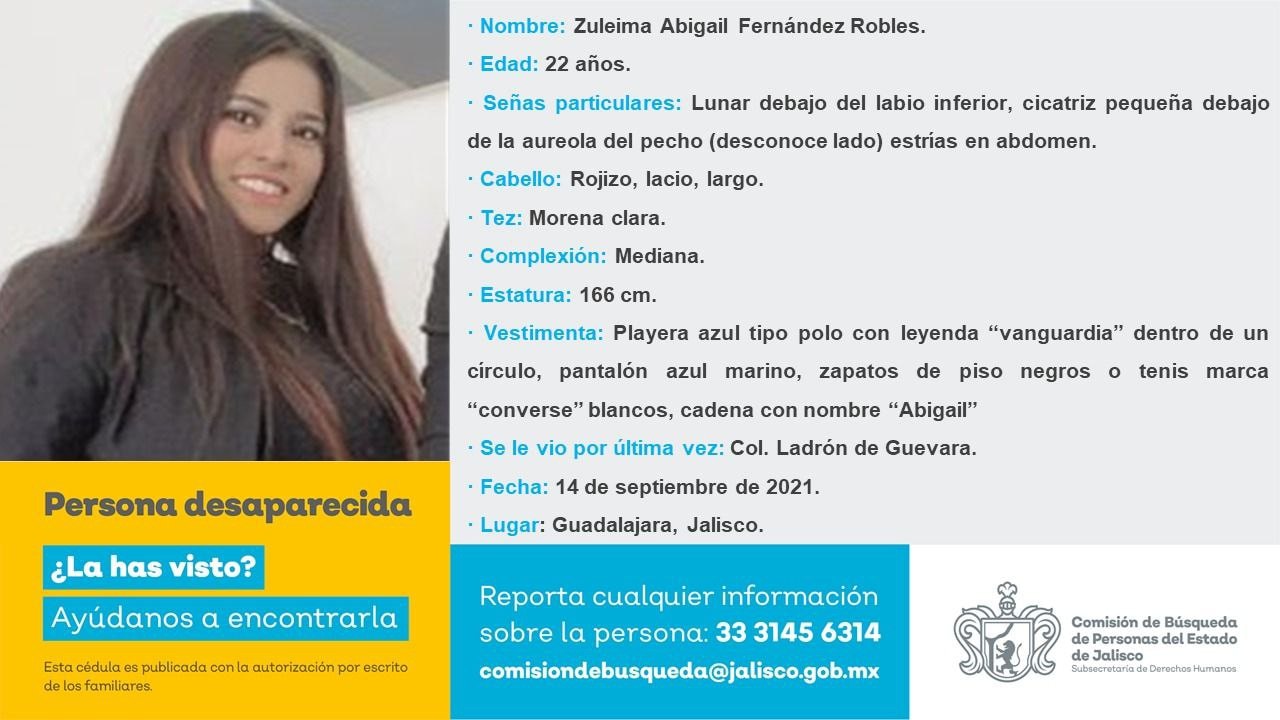 · Nombre: Zuleima Abigail Fernández Robles.
· Edad: 22 años.
· Señas particulares: Lunar debajo del labio inferior, cicatriz pequeña debajo
de la aureola del pecho (desconoce lado) estrías en abdomen.
· Cabello: Rojizo, lacio, largo.
· Tez: Morena clara.
· Complexión: Mediana.
· Estatura: 166 cm.
· Vestimenta: Playera azul tipo polo con leyenda “vanguardia” dentro de un
círculo, pantalón azul marino, zapatos de piso negros o tenis marca
“converse” blancos, cadena con nombre “Abigail”
· Se le vio por última vez: Col. Ladrón de Guevara.
· Fecha: 14 de septiembre de 2021.
· Lugar: Guadalajara, Jalisco.
Persona desaparecida
¿La has visto?
Ayúdanos a encontrarla
Esta cédula es publicada con la autorización por escrito
de los familiares.
Reporta cualquier información
sobre la persona: 33 3145 6314
comisiondebusqueda@jalisco.gob.mx
Comisión de Búsqueda
de Personas del Estado
de Jalisco
Subsecretaría de Derechos Humanos